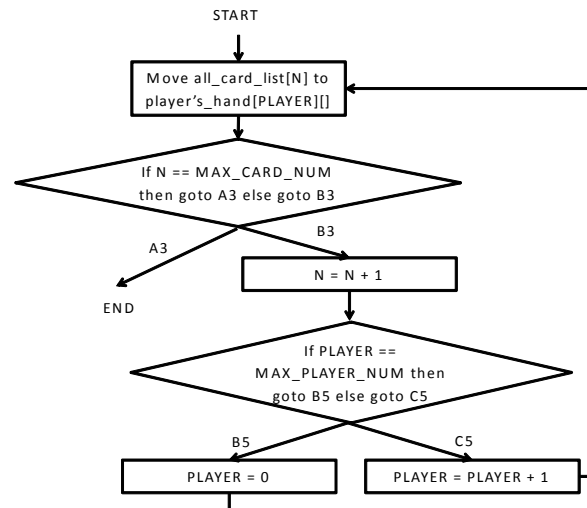 START
Move all_card_list[N] to
player's_hand[PLAYER][]
If N == MAX_CARD_NUM
then goto A3 else goto B3
A3
B3
N = N + 1
END
If PLAYER ==
MAX_PLAYER_NUM then
goto B5 else goto C5
B5
C5
PLAYER = 0
PLAYER = PLAYER + 1